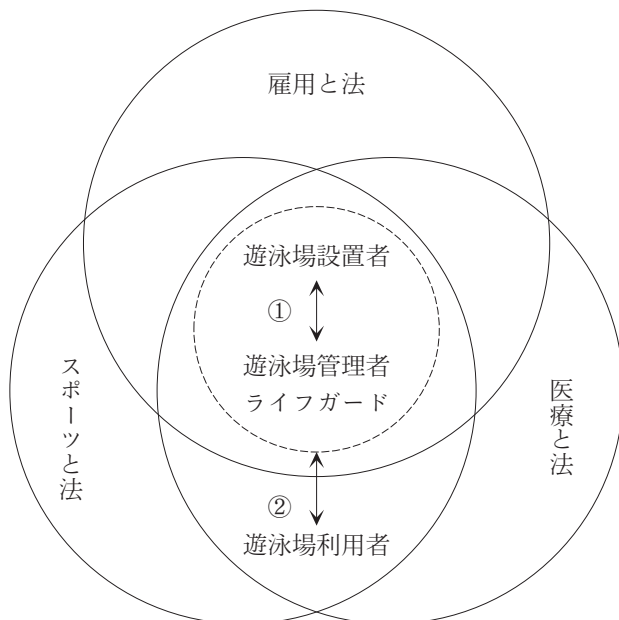 雇用と法
遊泳場設置者
①
遊泳場管理者
ライフガード
スポーツと法
医療と法
②
遊泳場利用者